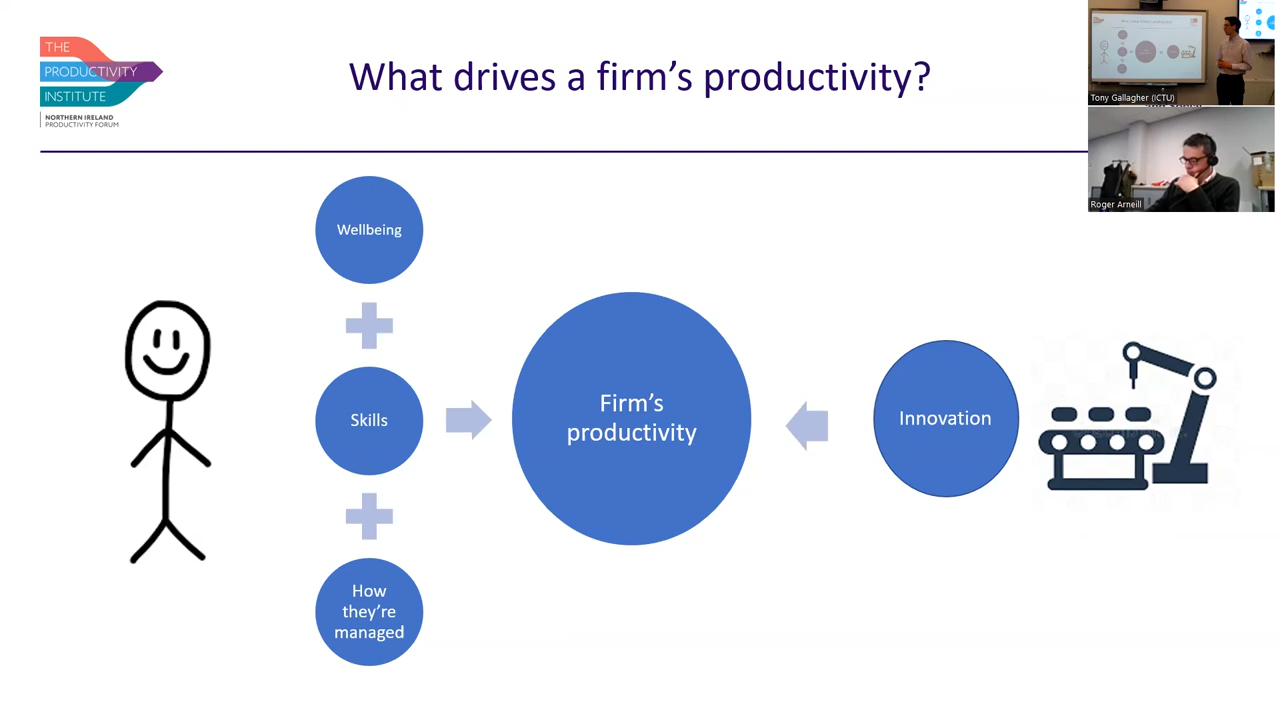 THE
PRODUCTIVITY
INSTITUTE
NORTHERN IRELAND
PRODUCTIVITY FORUM
What drives a firm's productivity?
Tony Gallagher (ICTU)
Roger Arneill
Wellbeing
Skills
How
they're
managed
Firm's
productivity
Innovation